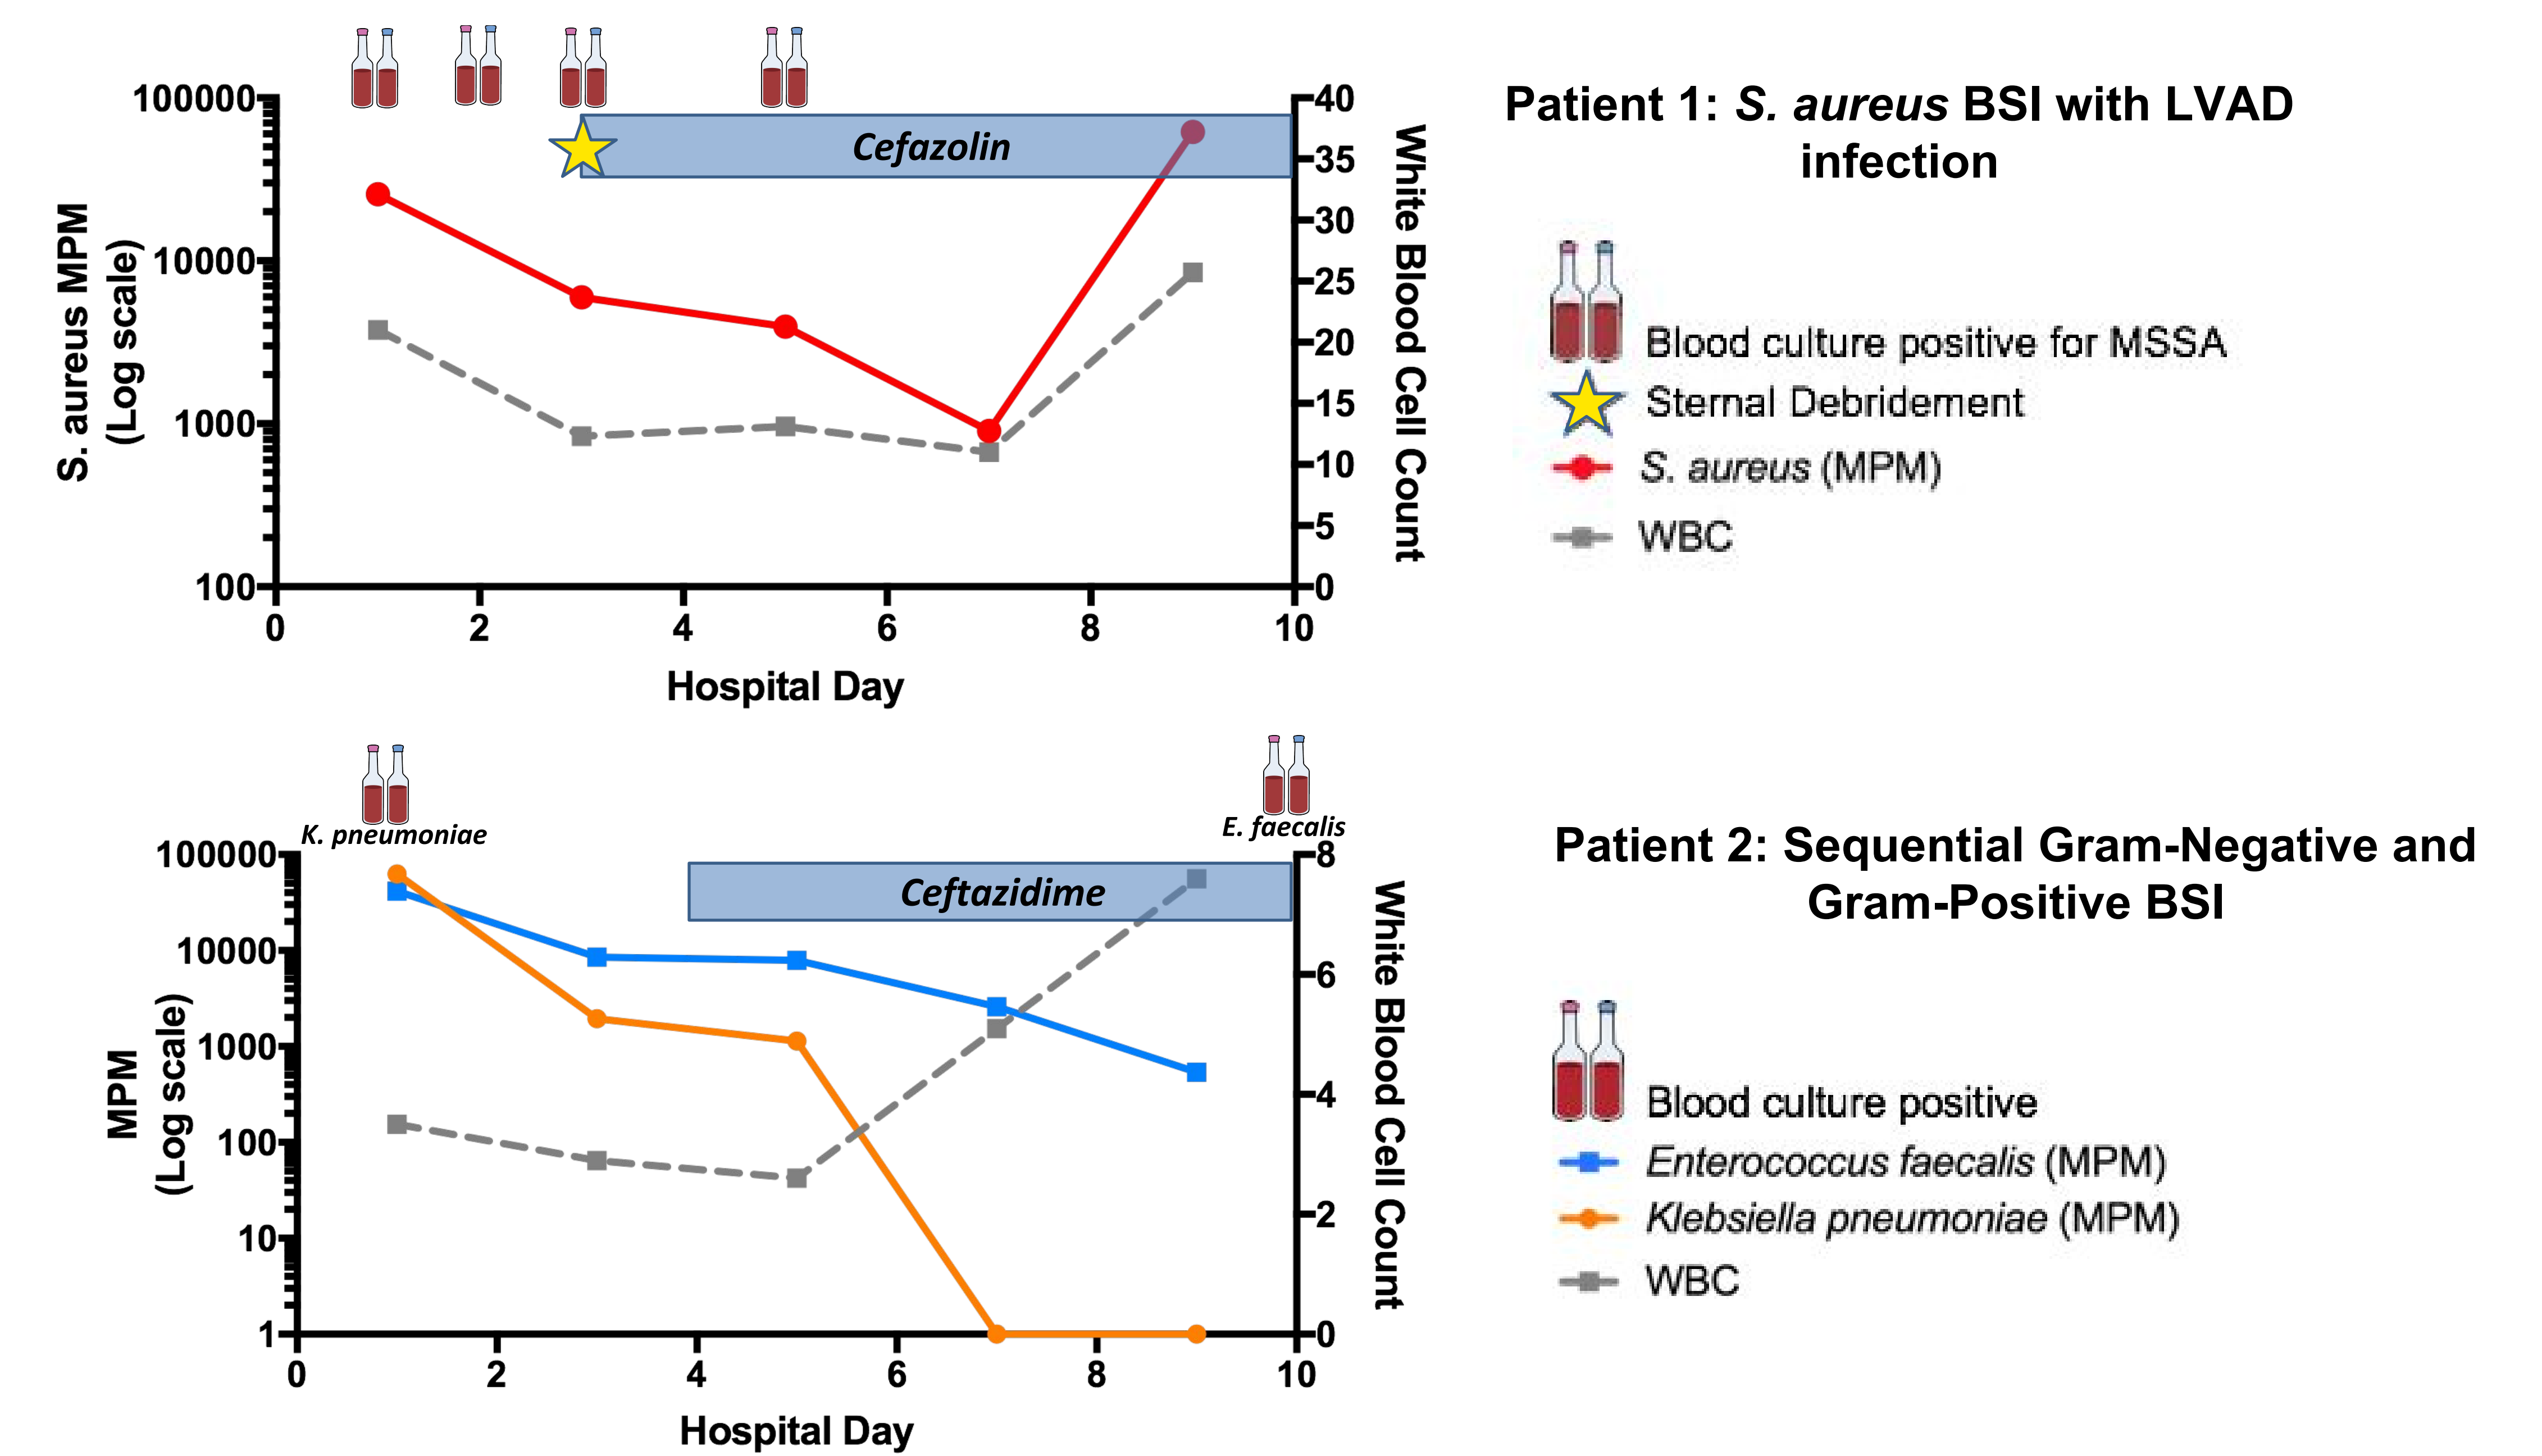 100000
10000
1000
100
S. aureus MPM
(Log scale)
Cefazolin
40
35
30
25
20
15
10
5
0
White Blood Cell Count
0 2 4 6 8 10
Hospital Day
Patient 1: S. aureus BSI with LVAD
infection
Blood culture positive for MSSA
Sternal Debridement
S. aureus (MPM)
WBC
K. pneumoniae
E. faecalis
100000
10000
1000
100
10
1
MPM
(Log scale)
Ceftazidime
8
6
4
2
0
White Blood Cell Count
0 2 4 6 8 10
Hospital Day
Patient 2: Sequential Gram-Negative and
Gram-Positive BSI
Blood culture positive
Enterococcus faecalis (MPM)
Klebsiella pneumoniae (MPM)
WBC